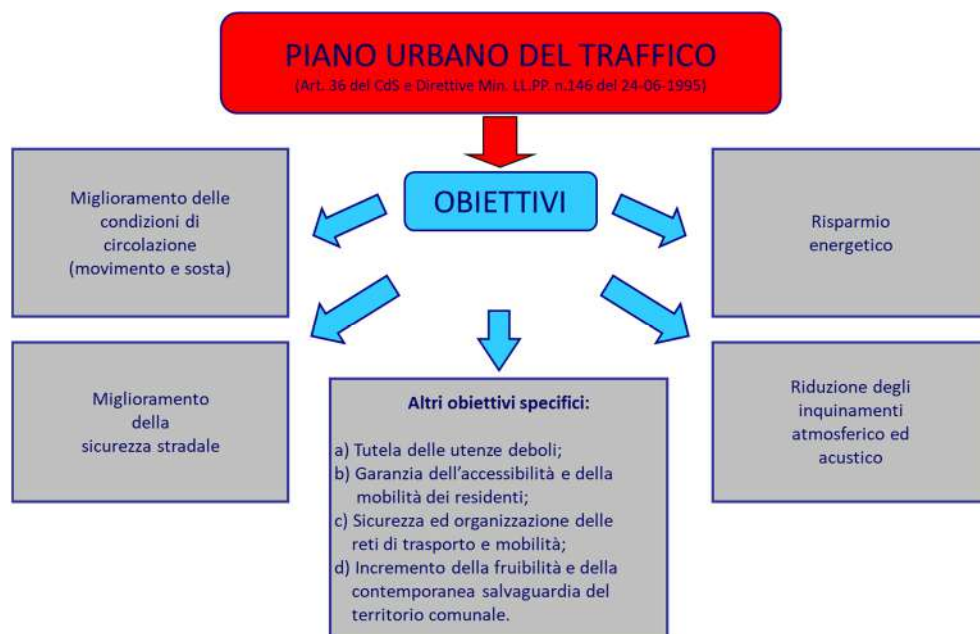 PIANO URBANO DEL TRAFFICO
(Art. 36 del CdS e Direttive Min. LL.PP. n.146 del 24-06-1995)
OBIETTIVI
Miglioramento delle
condizioni di
circolazione
(movimento e sosta)
Risparmio
energetico
Miglioramento
della
sicurezza stradale
Altri obiettivi specifici:
a) Tutela delle utenze deboli;
b) Garanzia dell'accessibilità e della
mobilità dei residenti;
c) Sicurezza ed organizzazione delle
reti di trasporto e mobilità;
d) Incremento della fruibilità e della
contemporanea salvaguardia del
territorio comunale.
Riduzione degli
inquinamenti
atmosferico ed
acustico